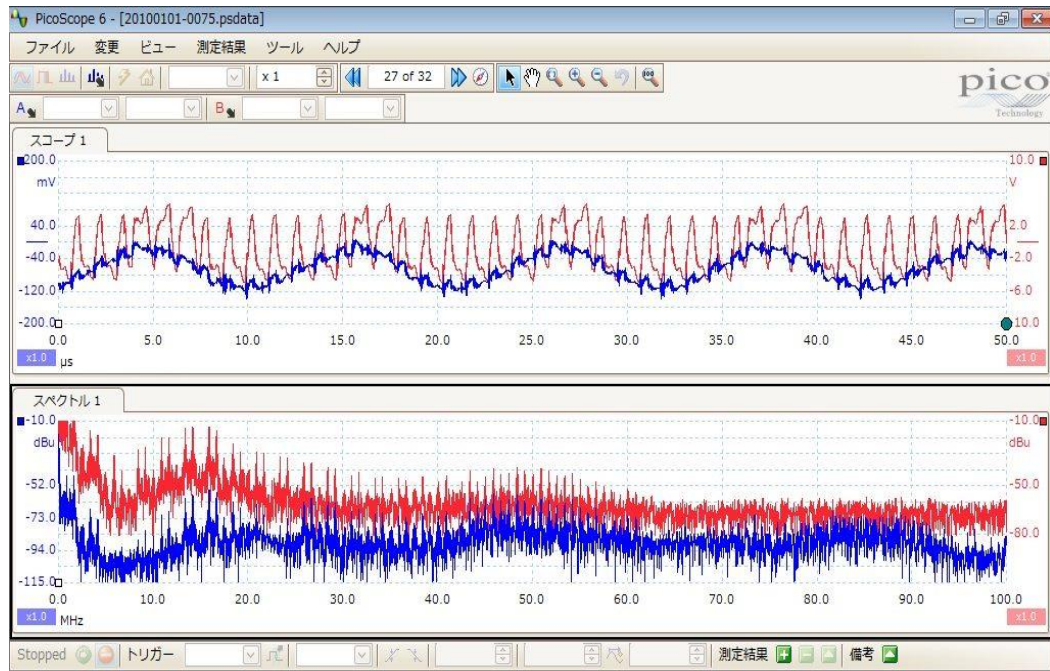 PicoScope 6 - [20100101-0075.psdata]
ファイル 変更 ビュー 測定結果 ツール ヘルプ
x 1 27 of 32
pico
Technology
A B
スコープ 1
200.0 10.0
mV V
40.0 2.0
-40.0 -2.0
-120.0 -6.0
-200.0 10.0
0.0 5.0 10.0 15.0 20.0 25.0 30.0 35.0 40.0 45.0 50.0
x1.0 µs x1.0
スペクトル 1
-10.0 -10.0
dBu dBu
-52.0 -50.0
-73.0
-80.0
-94.0
-115.0
0.0 10.0 20.0 30.0 40.0 50.0 60.0 70.0 80.0 90.0 100.0
x1.0 MHz x1.0
Stopped トリガー 測定結果 備考